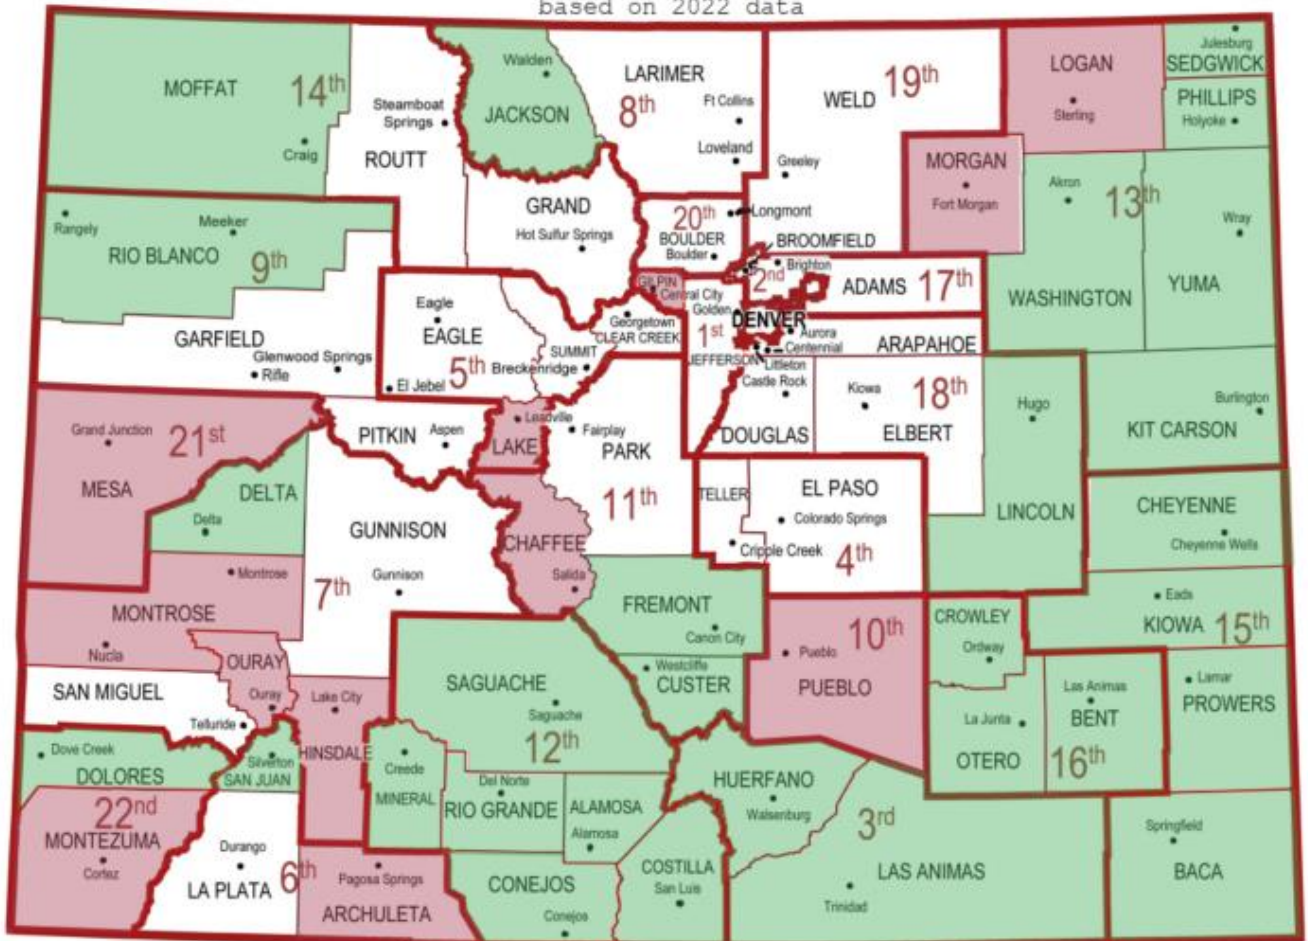 based on 2022 data
MOFFAT
14th
Craig
Steamboat
Springs
ROUTT
Walden
JACKSON
LARIMER
8th
Ft Collins
Loveland
WELD
19th
Greeley
LOGAN
Sterling
Julesburg
SEDGWICK
PHILLIPS
Holyoke
MORGAN
Fort Morgan
Akron
13th
WASHINGTON
Wray
YUMA
Rangely
Meeker
RIO BLANCO
9th
GRAND
Hot Sulfur Springs
20th
Longmont
BOULDER
Boulder
BROOMFIELD
2nd
Brighton
ADAMS
17th
GILPIN
Central City
Golden
DENVER
Georgetown
CLEAR CREEK
1st
JEFFERSON
Aurora
Centennial
Littleton
ARAPAHOE
GARFIELD
Glenwood Springs
Rifle
Eagle
EAGLE
5th
El Jebel
SUMMIT
Breckenridge
Castle Rock
DOUGLAS
Kiowa
18th
ELBERT
Hugo
LINCOLN
Burlington
KIT CARSON
Grand Junction
21st
MESA
PITKIN
Aspen
Leadville
LAKE
Fairplay
PARK
11th
DELTA
Delta
GUNNISON
Gunnison
7th
CHAFFEE
Salida
TELLER
Cripple Creek
EL PASO
Colorado Springs
4th
CHEYENNE
Cheyenne Wells
Montrose
MONTROSE
Nucla
OURAY
Ouray
FREMONT
Canon City
Westcliffe
CUSTER
10th
Pueblo
PUEBLO
CROWLEY
Ordway
Eads
KIOWA
15th
SAN MIGUEL
Telluride
Lake City
HINSDALE
SAGUACHE
Saguache
12th
Las Animas
BENT
La Junta
OTERO
16th
Lamar
PROWERS
Dove Creek
DOLORES
Silverton
SAN JUAN
Creede
MINERAL
Del Norte
RIO GRANDE
ALAMOSA
Alamosa
HUERFANO
Walsenburg
3rd
22nd
MONTEZUMA
Cortez
Durango
LA PLATA
6th
Pagosa Springs
ARCHULETA
CONEJOS
Conejos
COSTILLA
San Luis
LAS ANIMAS
Trinidad
Springfield
BACA